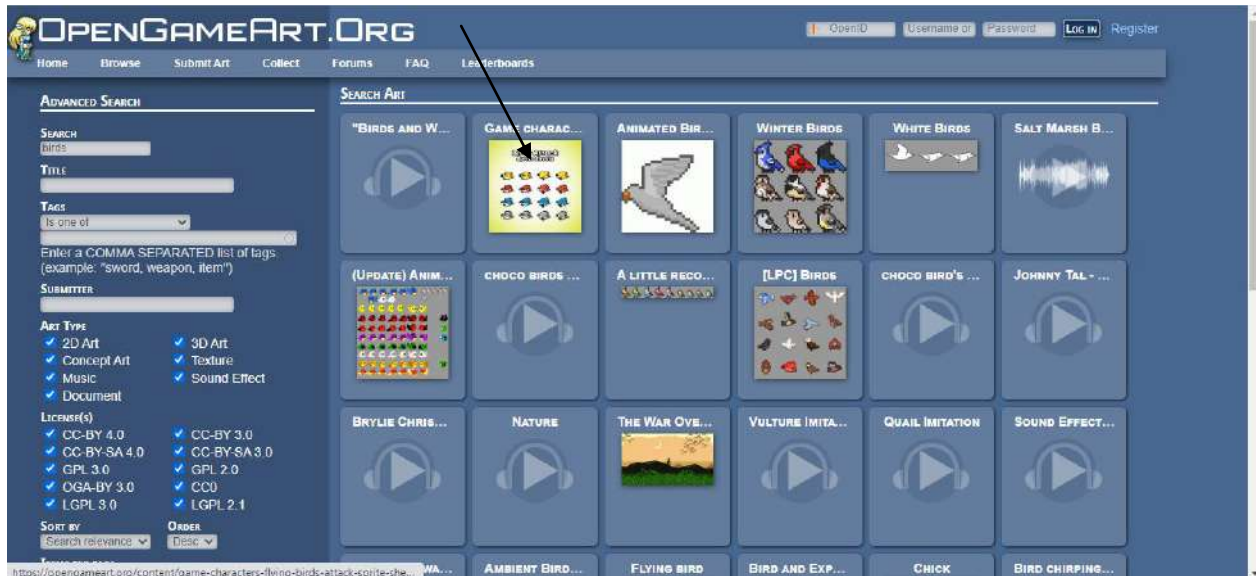 OpenGameArt.Org
OpenID
Username or
Password
Log in
Register
Home
Browse
Submit Art
Collect
Forums
FAQ
Leaderboards
Advanced Search
Search
birds
Title
Tags
Is one of
Enter a COMMA SEPARATED list of tags
(example: "sword, weapon, item")
Submitter
Art Type
2D Art
3D Art
Concept Art
Texture
Music
Sound Effect
Document
License(s)
CC-BY 4.0
CC-BY 3.0
CC-BY-SA 4.0
CC-BY-SA 3.0
GPL 3.0
GPL 2.0
OGA-BY 3.0
CC0
LGPL 3.0
LGPL 2.1
Sort by
Order
Search relevance
Desc
https://opengameart.org/content/game-characters-flying-birds-attack-sprite-she...
Search Art
"Birds and W...
Game charac...
Animated Bir...
Winter Birds
White Birds
Salt Marsh B...
(Update) Anim...
choco birds ...
A little reco...
[LPC] Birds
choco bird's ...
Johnny Tal - ...
Brylie Chris...
Nature
The War Ove...
Vulture Imita...
Quail Imitation
Sound Effect...
Ambient Bird...
Flying bird
Bird and Exp...
Chick
Bird chirping...